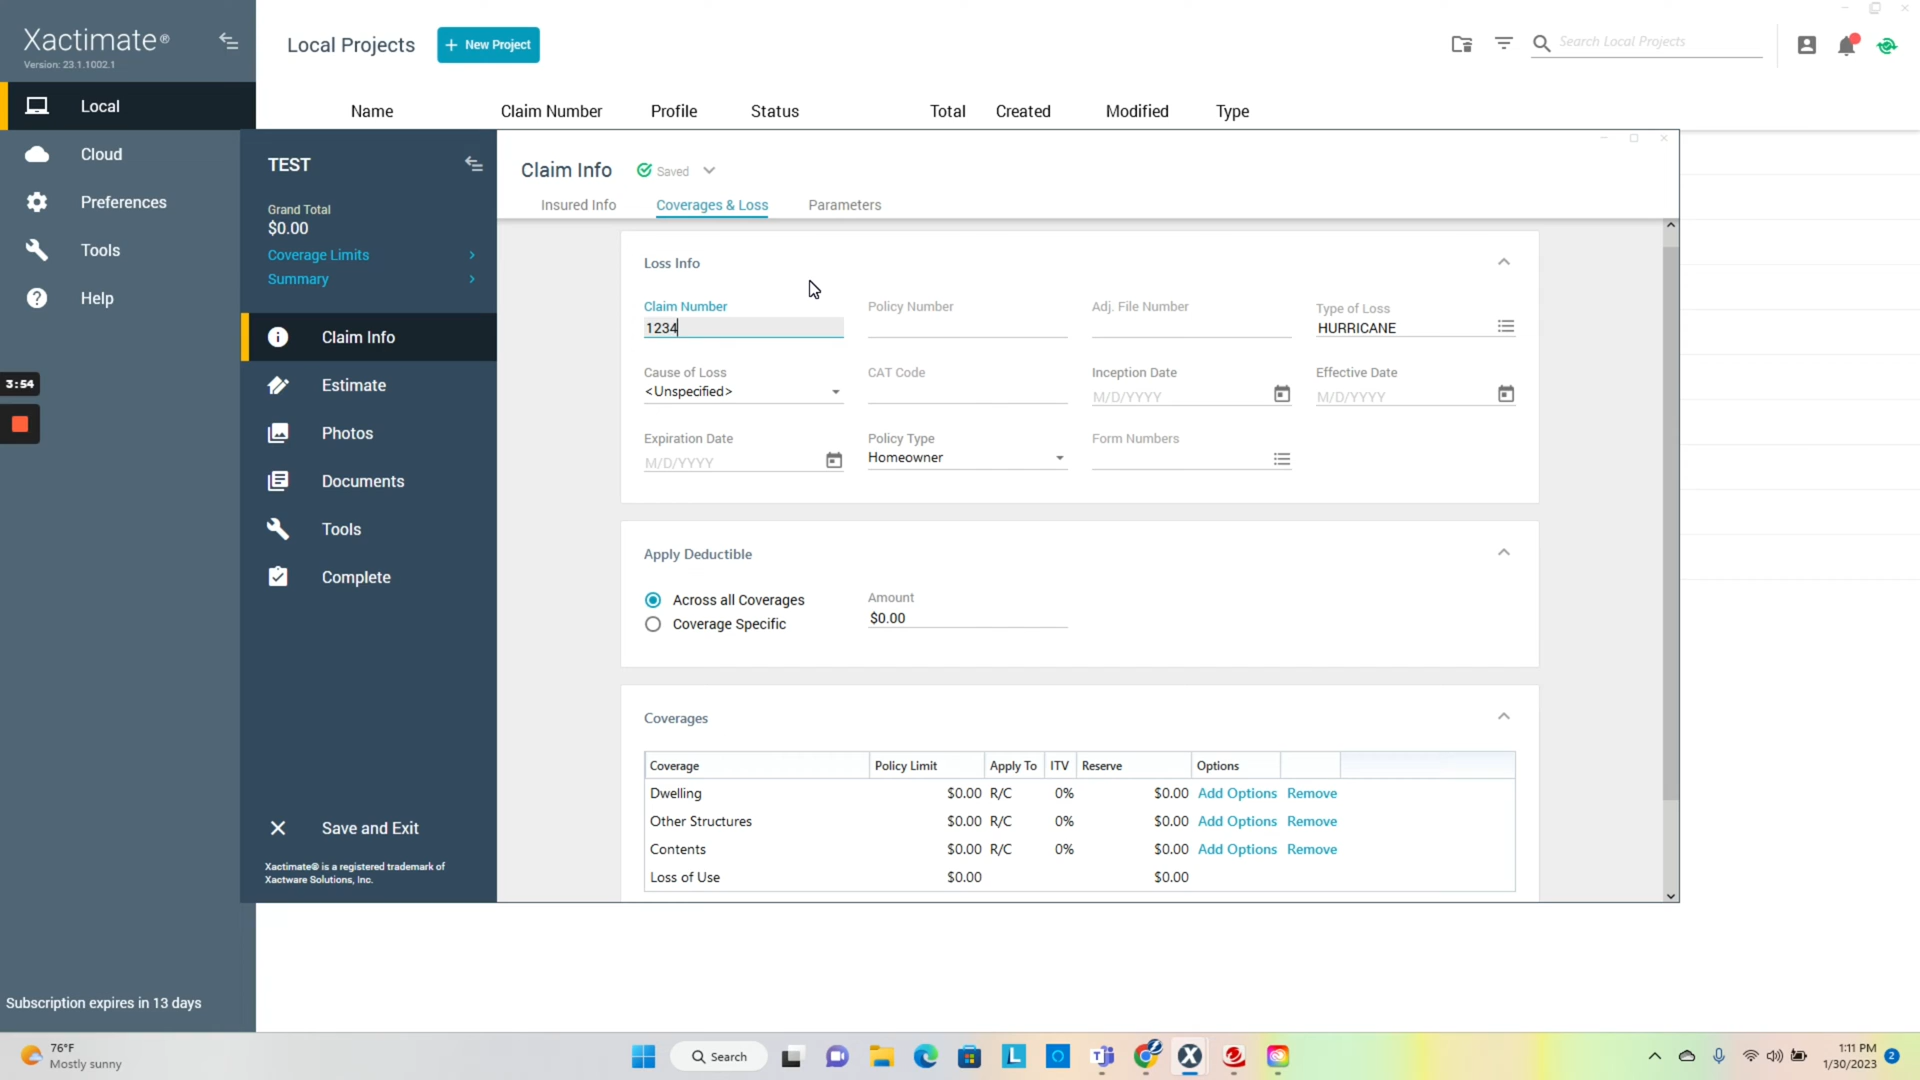 Xactimate®
Version: 23.1.1002.1
Local
Cloud
Preferences
Tools
Help
3:54
Subscription expires in 13 days
Local Projects
+ New Project
Search Local Projects
Name Claim Number Profile Status Total Created Modified Type
TEST
Grand Total
$0.00
Coverage Limits
Summary
Claim Info
Estimate
Photos
Documents
Tools
Complete
Save and Exit
Xactimate® is a registered trademark of
Xactware Solutions, Inc.
Claim Info Saved
Insured Info Coverages & Loss Parameters
Loss Info
Claim Number Policy Number Adj. File Number Type of Loss
1234 HURRICANE
Cause of Loss CAT Code Inception Date Effective Date
<Unspecified> M/D/YYYY M/D/YYYY
Expiration Date Policy Type Form Numbers
M/D/YYYY Homeowner
Apply Deductible
Across all Coverages Amount
Coverage Specific $0.00
Coverages
Coverage Policy Limit Apply To ITV Reserve Options
Dwelling $0.00 R/C 0% $0.00 Add Options Remove
Other Structures $0.00 R/C 0% $0.00 Add Options Remove
Contents $0.00 R/C 0% $0.00 Add Options Remove
Loss of Use $0.00 $0.00
76°F
Mostly sunny
Search
1:11 PM
1/30/2023
2